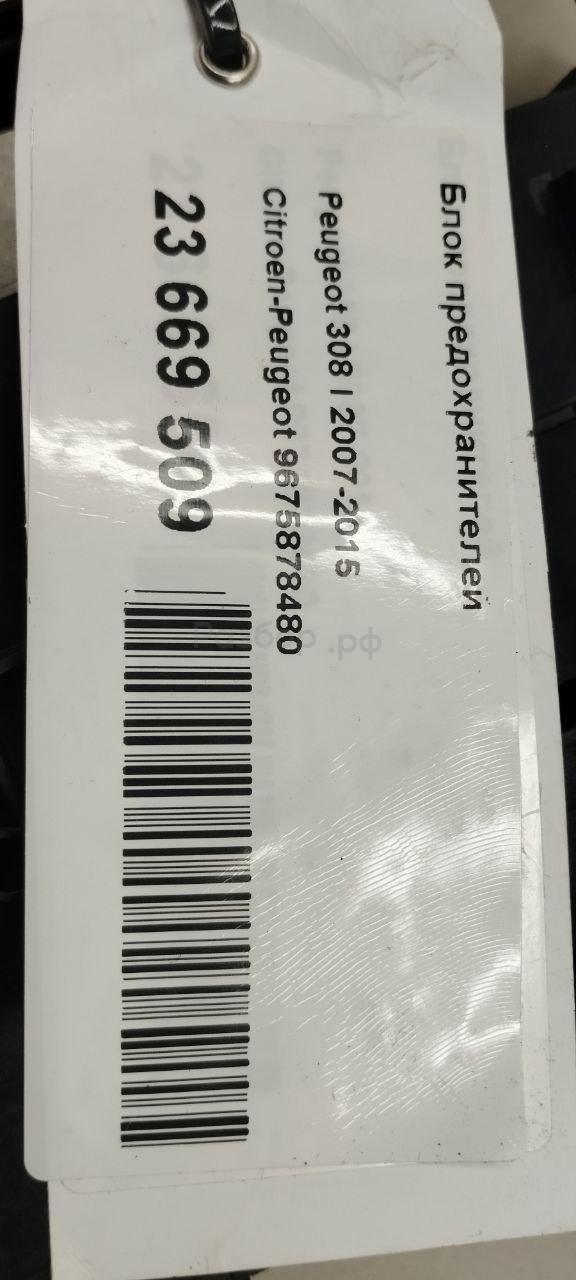 Блок предохранителей
Peugeot 308 I 2007-2015
Citroen-Peugeot 9675878480
23 669 509